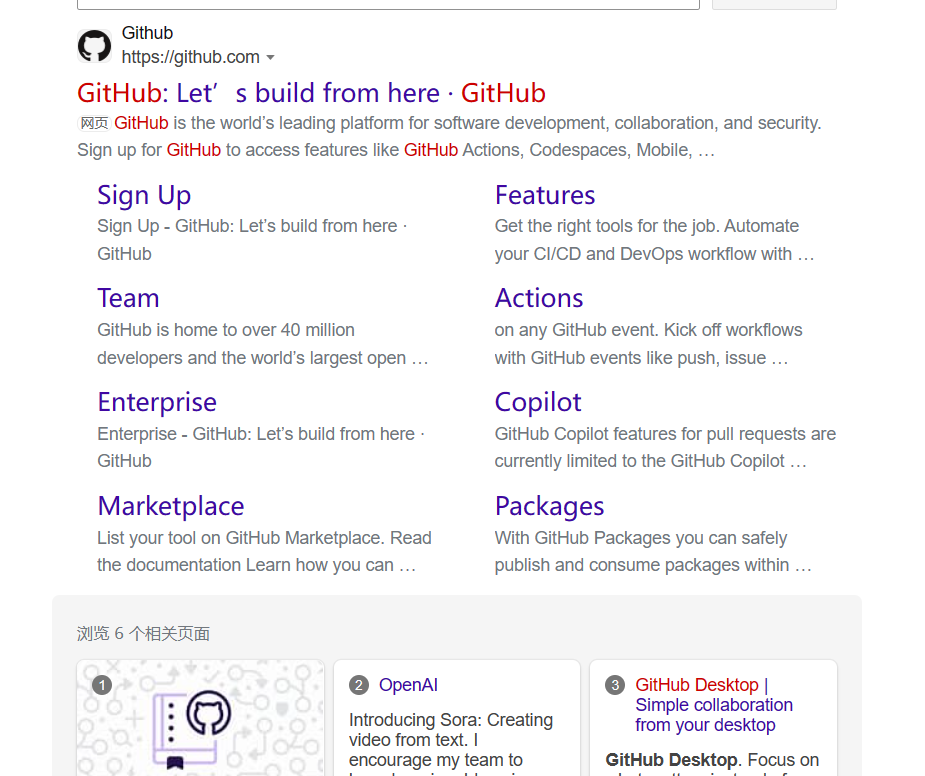 Github
https://github.com
GitHub: Let’s build from here · GitHub
网页 GitHub is the world’s leading platform for software development, collaboration, and security.
Sign up for GitHub to access features like GitHub Actions, Codespaces, Mobile, …
Sign Up
Sign Up - GitHub: Let’s build from here ·
GitHub
Features
Get the right tools for the job. Automate
your CI/CD and DevOps workflow with …
Team
GitHub is home to over 40 million
developers and the world’s largest open …
Actions
on any GitHub event. Kick off workflows
with GitHub events like push, issue …
Enterprise
Enterprise - GitHub: Let’s build from here ·
GitHub
Copilot
GitHub Copilot features for pull requests are
currently limited to the GitHub Copilot …
Marketplace
List your tool on GitHub Marketplace. Read
the documentation Learn how you can …
Packages
With GitHub Packages you can safely
publish and consume packages within …
浏览 6 个相关页面
1
2 OpenAI
Introducing Sora: Creating
video from text. I
encourage my team to
3 GitHub Desktop |
Simple collaboration
from your desktop
GitHub Desktop. Focus on